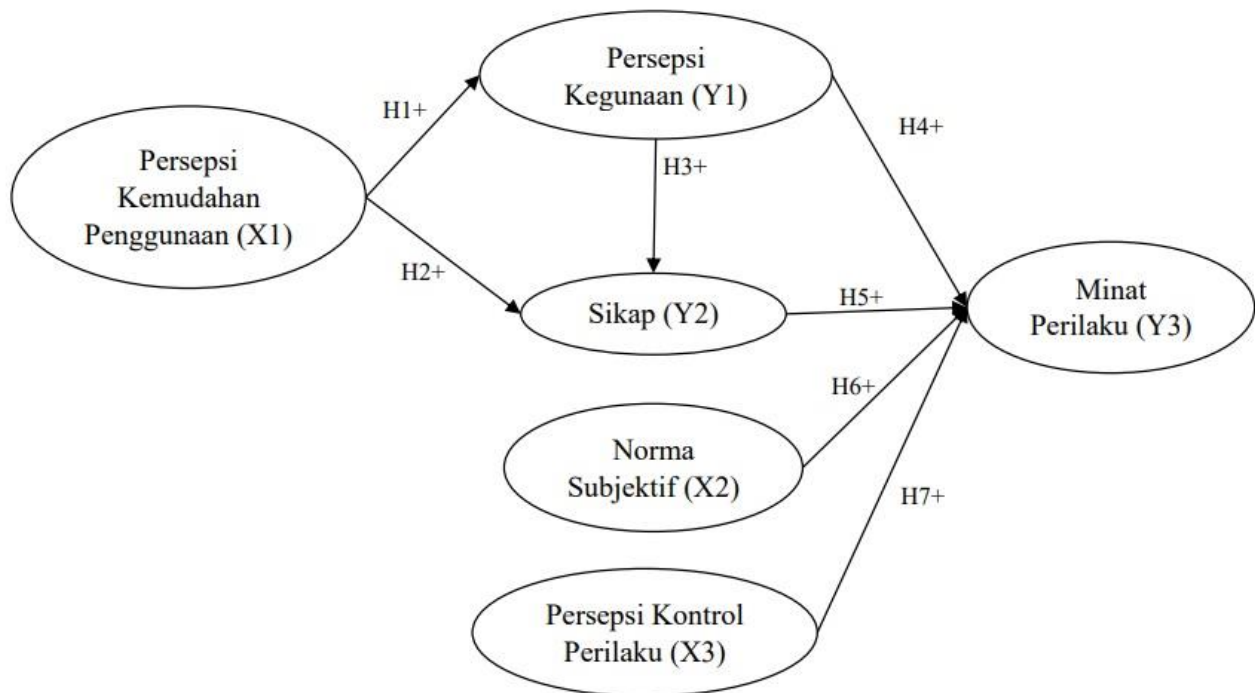 Persepsi
Kegunaan (Y1)
H1+
H4+
Persepsi
Kemudahan
Penggunaan (X1)
H3+
H2+
Sikap (Y2)
H5+
Minat
Perilaku (Y3)
H6+
Norma
Subjektif (X2)
H7+
Persepsi Kontrol
Perilaku (X3)